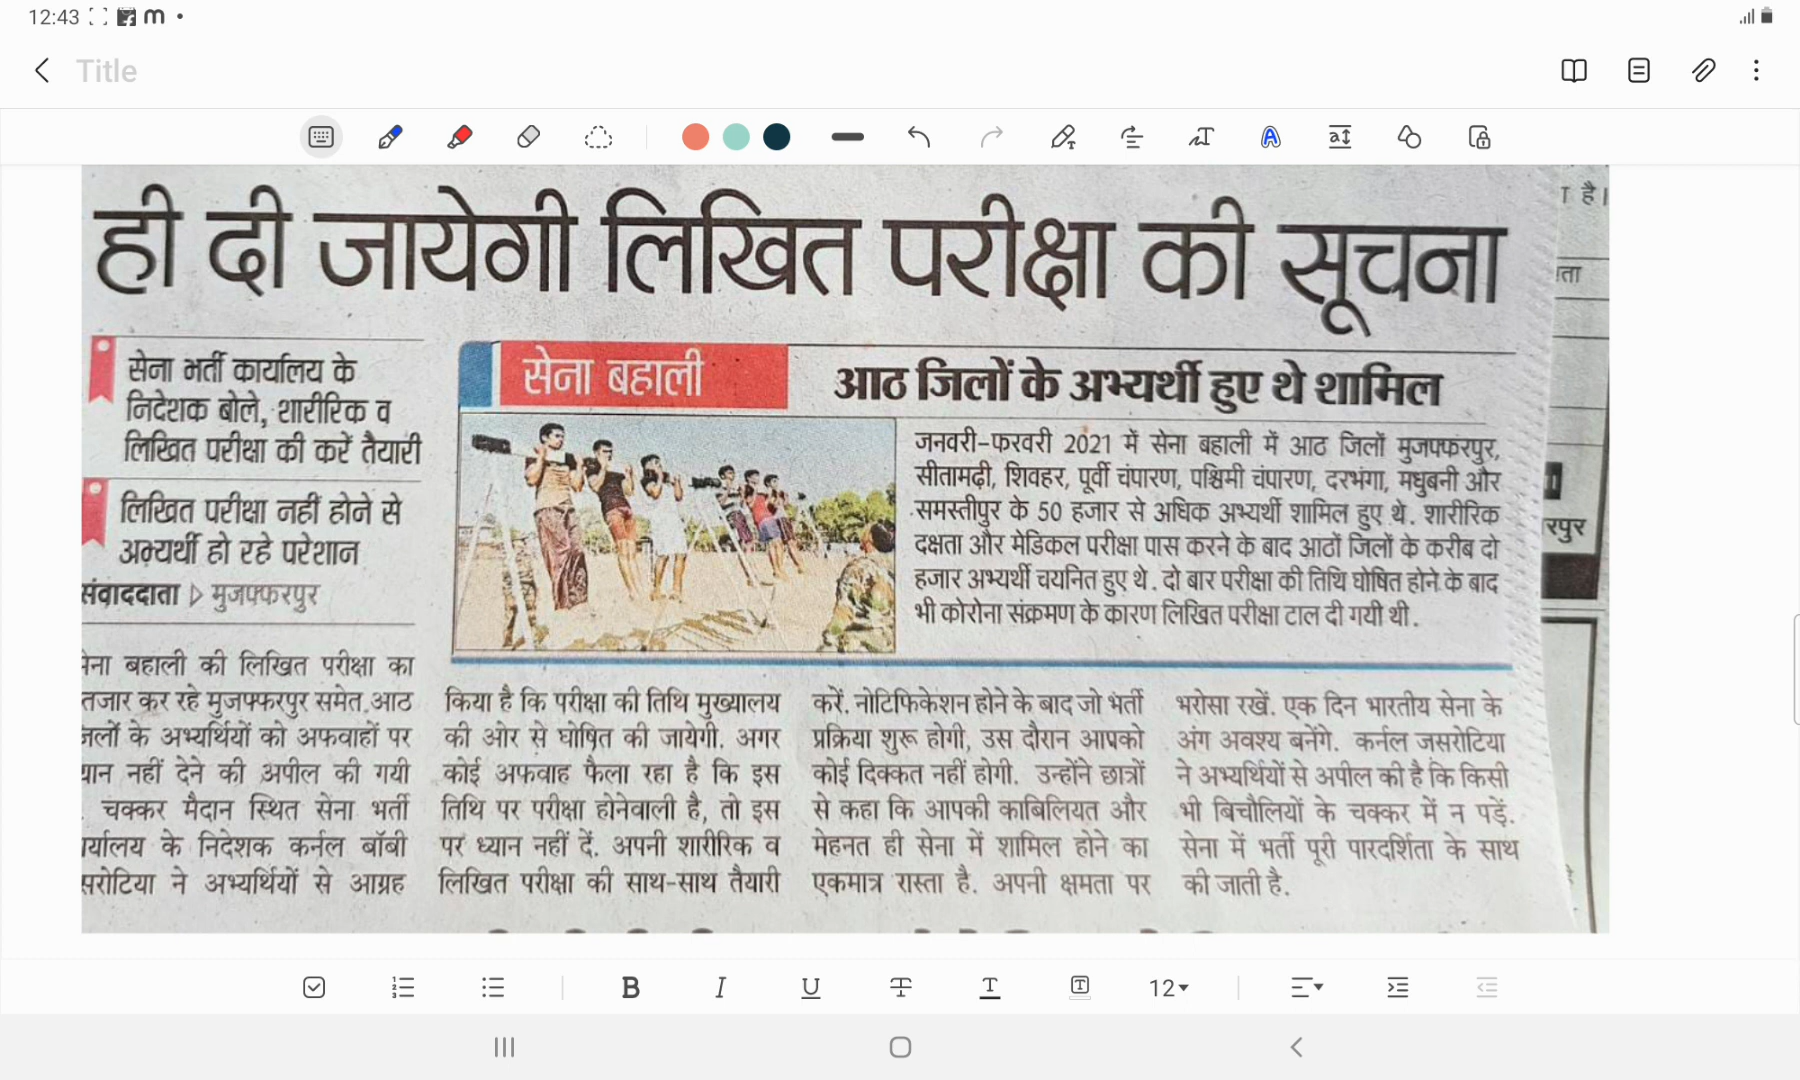 12:43
Title
ही दी जायेगी लिखित परीक्षा की सूचना
सेना भर्ती कार्यालय के
निदेशक बोले, शारीरिक व
लिखित परीक्षा की करें तैयारी
लिखित परीक्षा नहीं होने से
अभ्यर्थी हो रहे परेशान
संवाददाता ▷ मुजफ्फरपुर
सेना बहाली
आठ जिलों के अभ्यर्थी हुए थे शामिल
जनवरी-फरवरी 2021 में सेना बहाली में आठ जिलों मुजफ्फरपुर,
सीतामढ़ी, शिवहर, पूर्वी चंपारण, पश्चिमी चंपारण, दरभंगा, मधुबनी और
समस्तीपुर के 50 हजार से अधिक अभ्यर्थी शामिल हुए थे. शारीरिक
दक्षता और मेडिकल परीक्षा पास करने के बाद आठों जिलों के करीब दो
हजार अभ्यर्थी चयनित हुए थे. दो बार परीक्षा की तिथि घोषित होने के बाद
भी कोरोना संक्रमण के कारण लिखित परीक्षा टाल दी गयी थी.
बहाली की लिखित परीक्षा का
तजार कर रहे मुजफ्फरपुर समेत आठ
के अभ्यर्थियों को अफवाहों पर
यान नहीं देने की अपील की गयी
चक्कर मैदान स्थित सेना भर्ती
र्यालय के निदेशक कर्नल बॉबी
सरोटिया ने अभ्यर्थियों से आग्रह
किया है कि परीक्षा की तिथि मुख्यालय
की ओर से घोषित की जायेगी. अगर
कोई अफवाह फैला रहा है कि इस
तिथि पर परीक्षा होनेवाली है, तो इस
पर ध्यान नहीं दें. अपनी शारीरिक व
लिखित परीक्षा की साथ-साथ तैयारी
करें. नोटिफिकेशन होने के बाद जो भर्ती
प्रक्रिया शुरू होगी, उस दौरान आपको
कोई दिक्कत नहीं होगी. उन्होंने छात्रों
से कहा कि आपकी काबिलियत और
मेहनत ही सेना में शामिल होने का
एकमात्र रास्ता है. अपनी क्षमता पर
भरोसा रखें. एक दिन भारतीय सेना के
अंग अवश्य बनेंगे. कर्नल जसरोटिया
ने अभ्यर्थियों से अपील की है कि किसी
भी बिचौलियों के चक्कर में न पड़ें.
सेना में भर्ती पूरी पारदर्शिता के साथ
की जाती है.
है।
ता
रपुर
12